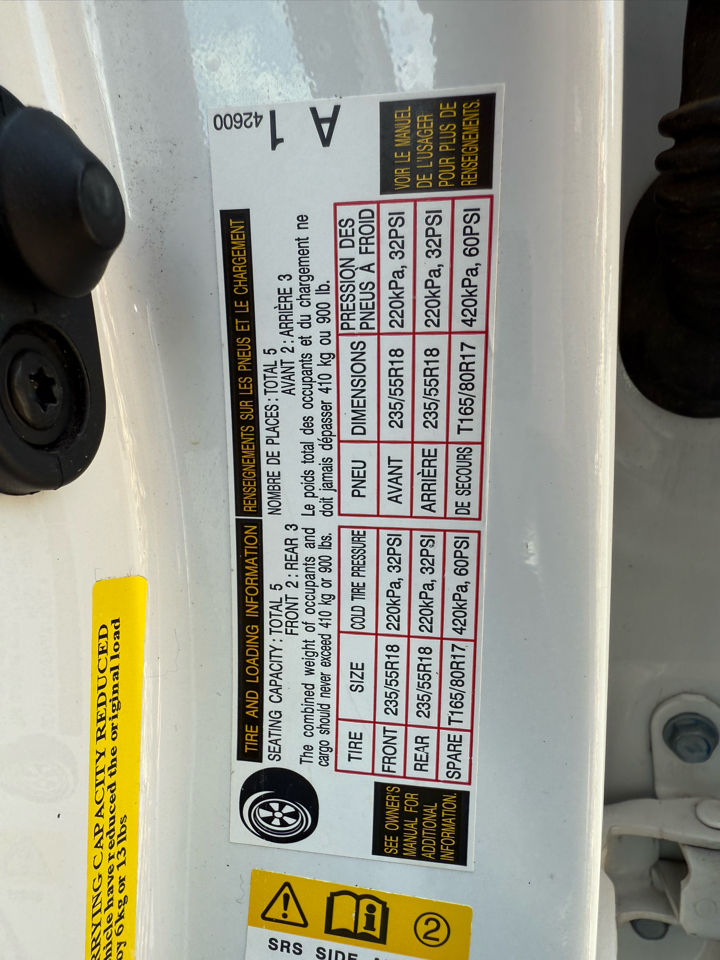 42600
A 1
TIRE AND LOADING INFORMATION
RENSEIGNEMENTS SUR LES PNEUS ET LE CHARGEMENT
SEATING CAPACITY : TOTAL 5
FRONT 2 : REAR 3
The combined weight of occupants and
cargo should never exceed 410 kg or 900 lbs.
NOMBRE DE PLACES : TOTAL 5
AVANT 2 : ARRIÈRE 3
Le poids total des occupants et du chargement ne
doit jamais dépasser 410 kg ou 900 lb.
TIRE SIZE COLD TIRE PRESSURE
FRONT 235/55R18 220kPa, 32PSI
REAR 235/55R18 220kPa, 32PSI
SPARE T165/80R17 420kPa, 60PSI
PNEU DIMENSIONS PRESSION DES
PNEUS À FROID
AVANT 235/55R18 220kPa, 32PSI
ARRIÈRE 235/55R18 220kPa, 32PSI
DE SECOURS T165/80R17 420kPa, 60PSI
SEE OWNER'S
MANUAL FOR
ADDITIONAL
INFORMATION.
VOIR LE MANUEL
DE L'USAGER
POUR PLUS DE
RENSEIGNEMENTS.
CAPACITY REDUCED
have reduced the original load
by 6kg or 13 lbs
2
SRS SIDE